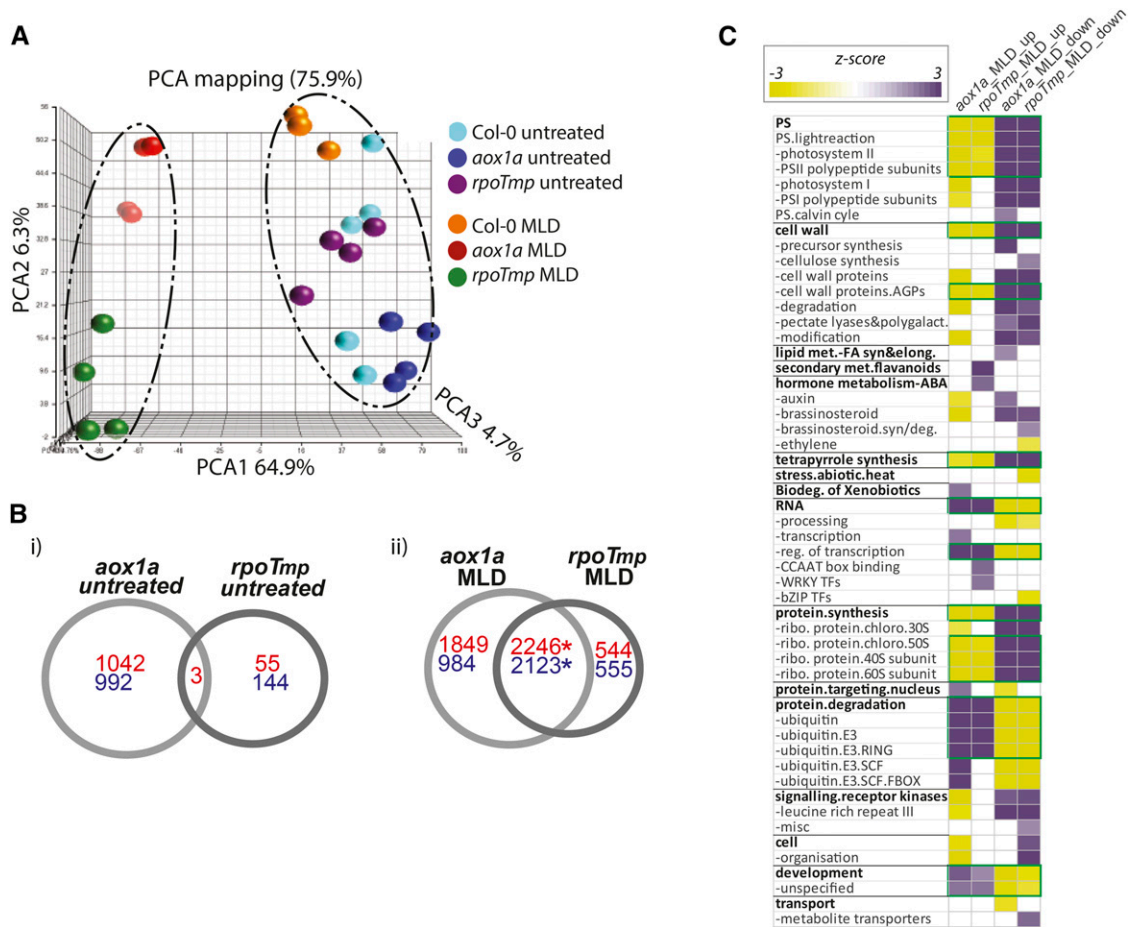 A
PCA mapping (75.9%)
PCA2 6.3%
PCA1 64.9%
PCA3 4.7%
Col-0 untreated
aox1a untreated
rpoTmp untreated
Col-0 MLD
aox1a MLD
rpoTmp MLD
B
i)
aox1a
untreated
rpoTmp
untreated
1042
992
3
55
144
ii)
aox1a
MLD
rpoTmp
MLD
1849
984
2246*
2123*
544
555
C
z-score
-3
3
aox1a_MLD_up
rpoTmp_MLD_up
aox1a_MLD_down
rpoTmp_MLD_down
PS
PS.lightreaction
-photosystem II
-PSII polypeptide subunits
-photosystem I
-PSI polypeptide subunits
PS.calvin cyle
cell wall
-precursor synthesis
-cellulose synthesis
-cell wall proteins
-cell wall proteins.AGPs
-degradation
-pectate lyases&polygalact.
-modification
lipid met.-FA syn&elong.
secondary met.flavanoids
hormone metabolism-ABA
-auxin
-brassinosteroid
-brassinosteroid.syn/deg.
-ethylene
tetrapyrrole synthesis
stress.abiotic.heat
Biodeg. of Xenobiotics
RNA
-processing
-transcription
-reg. of transcription
-CCAAT box binding
-WRKY TFs
-bZIP TFs
protein.synthesis
-ribo. protein.chloro.30S
-ribo. protein.chloro.50S
-ribo. protein.40S subunit
-ribo. protein.60S subunit
protein.targeting.nucleus
protein.degradation
-ubiquitin
-ubiquitin.E3
-ubiquitin.E3.RING
-ubiquitin.E3.SCF
-ubiquitin.E3.SCF.FBOX
signalling.receptor kinases
-leucine rich repeat III
-misc
cell
-organisation
development
-unspecified
transport
-metabolite transporters